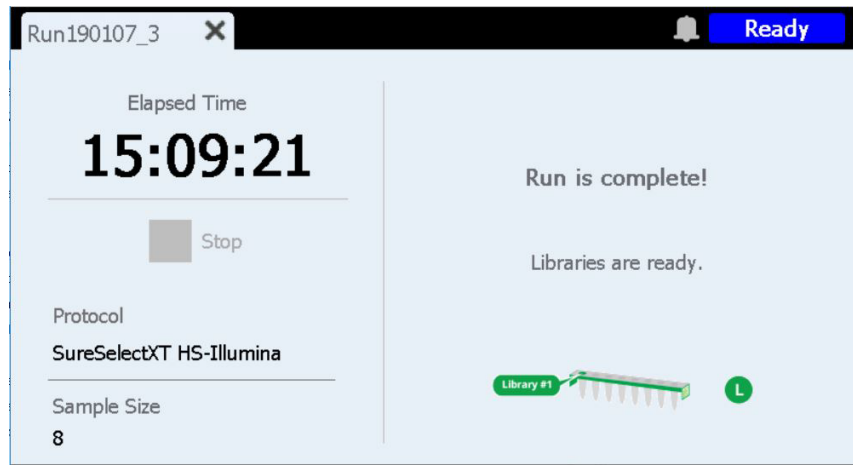 Run190107_3
Ready
Elapsed Time
15:09:21
Stop
Protocol
SureSelectXT HS-Illumina
Sample Size
8
Run is complete!
Libraries are ready.
Library #1
L